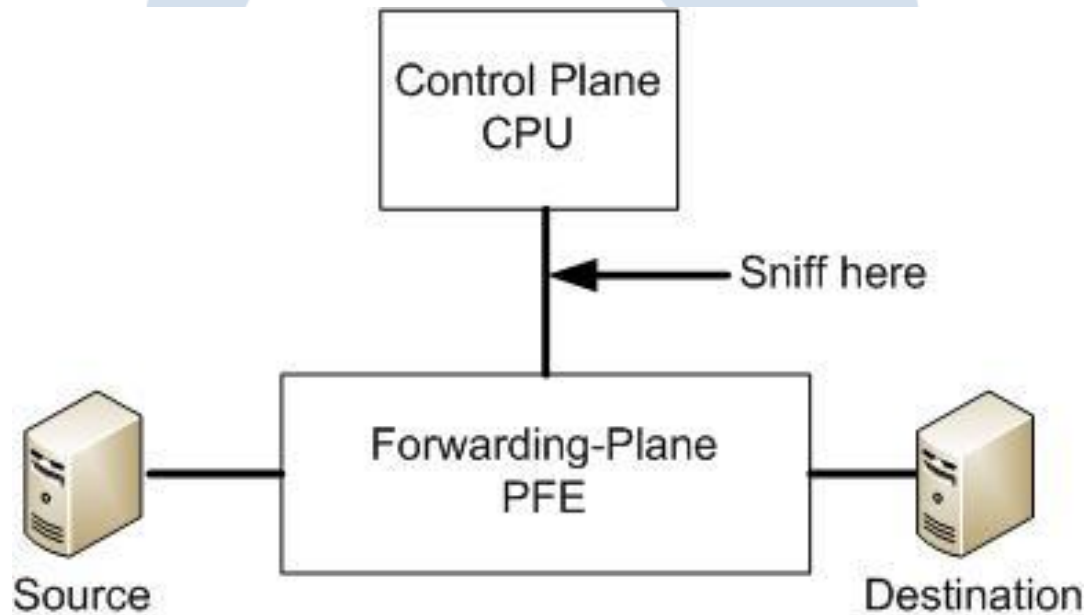 Control Plane
CPU
Sniff here
Forwarding-Plane
PFE
Source
Destination